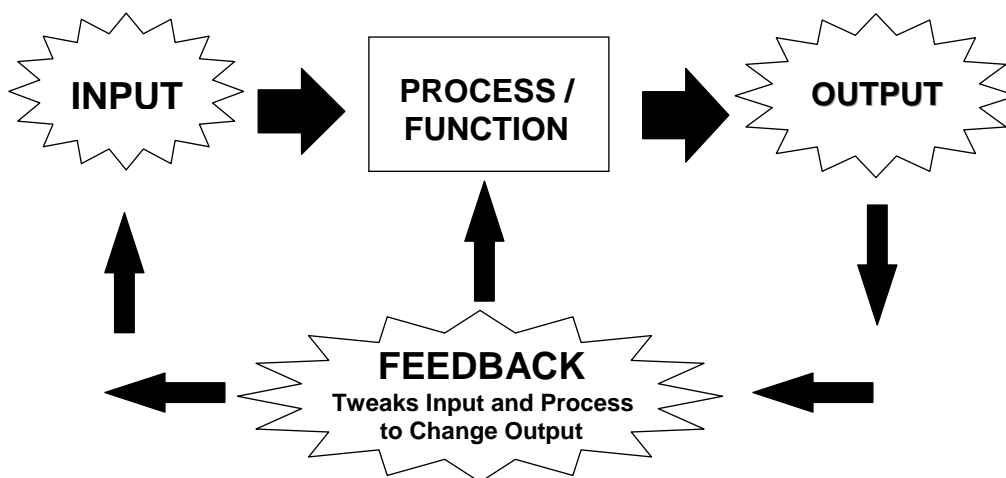 INPUT
PROCESS /
FUNCTION
OUTPUT
FEEDBACK
Tweaks Input and Process
to Change Output